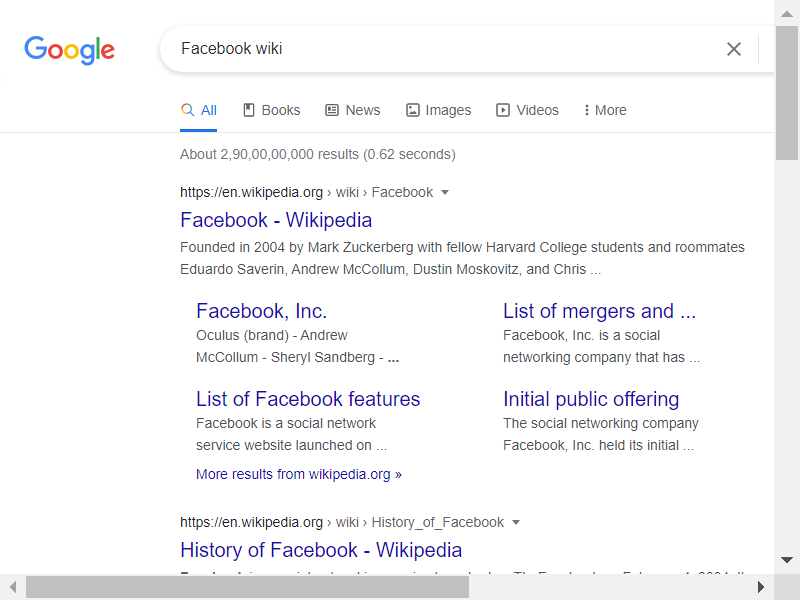 Google
Facebook wiki
All
Books
News
Images
Videos
More
About 2,90,00,00,000 results (0.62 seconds)
https://en.wikipedia.org › wiki › Facebook
Facebook - Wikipedia
Founded in 2004 by Mark Zuckerberg with fellow Harvard College students and roommates
Eduardo Saverin, Andrew McCollum, Dustin Moskovitz, and Chris ...
Facebook, Inc.
Oculus (brand) - Andrew
McCollum - Sheryl Sandberg - ...
List of mergers and ...
Facebook, Inc. is a social
networking company that has ...
List of Facebook features
Facebook is a social network
service website launched on ...
Initial public offering
The social networking company
Facebook, Inc. held its initial ...
More results from wikipedia.org »
https://en.wikipedia.org › wiki › History_of_Facebook
History of Facebook - Wikipedia